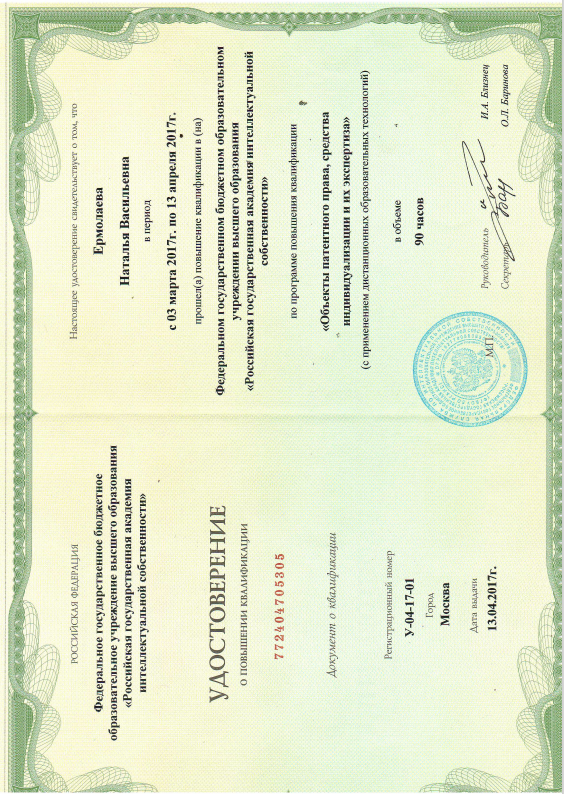 РОССИЙСКАЯ ФЕДЕРАЦИЯ
Федеральное государственное бюджетное
образовательное учреждение высшего образования
«Российская государственная академия
интеллектуальной собственности»
УДОСТОВЕРЕНИЕ
О ПОВЫШЕНИИ КВАЛИФИКАЦИИ
772404705305
Документ о квалификации
Регистрационный номер
У-04-17-01
Город
Москва
Дата выдачи
13.04.2017г.
Настоящее удостоверение свидетельствует о том, что
Ермолаева
Наталья Васильевна
в период
с 03 марта 2017г. по 13 апреля 2017г.
прошел(а) повышение квалификации в (на)
Федеральном государственном бюджетном образовательном
учреждении высшего образования
«Российская государственная академия интеллектуальной
собственности»
по программе повышения квалификации
«Объекты патентного права, средства
индивидуализации и их экспертиза»
(с применением дистанционных образовательных технологий)
в объеме
90 часов
Руководитель И.А. Близнец
Секретарь О.Л. Баринова
М.П.